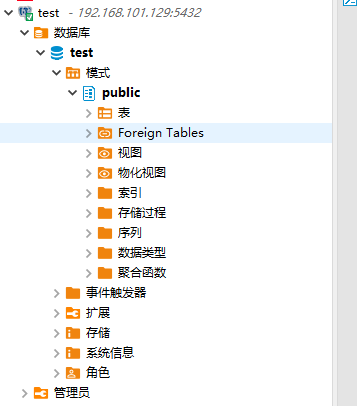 test - 192.168.101.129:5432
数据库
test
模式
public
表
Foreign Tables
视图
物化视图
索引
存储过程
序列
数据类型
聚合函数
事件触发器
扩展
存储
系统信息
角色
管理员